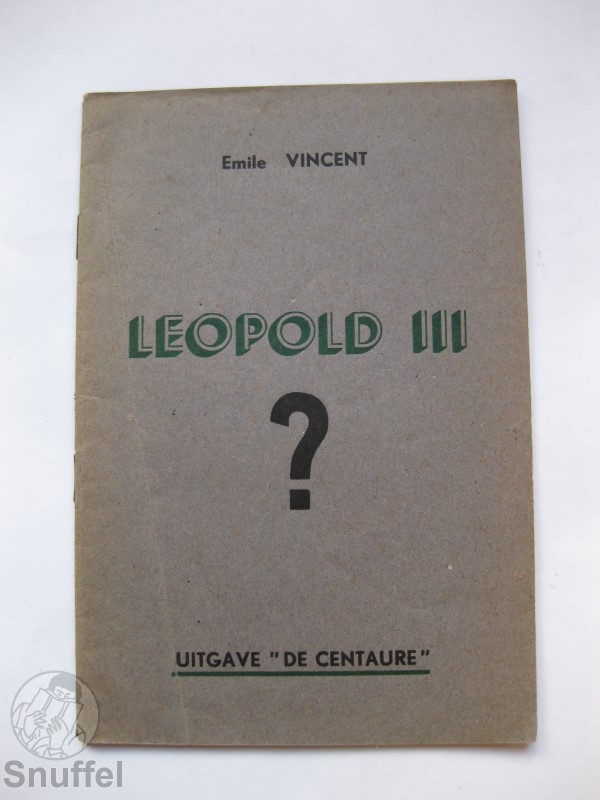 Emile VINCENT
LEOPOLD III
?
UITGAVE "DE CENTAURE"
Snuffel